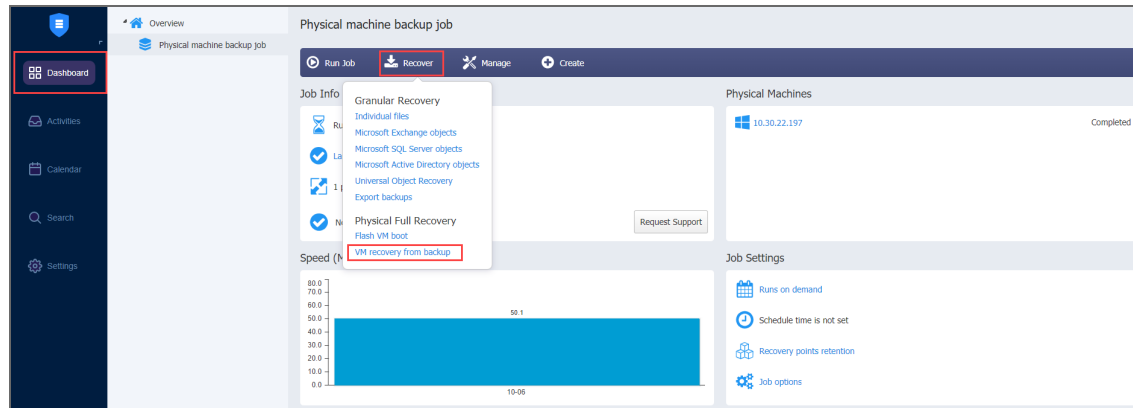 Overview
Physical machine backup job
Dashboard
Activities
Calendar
Search
Settings
Physical machine backup job
Run Job
Recover
Manage
Create
Job Info
Ru
La
1 p
Request Support
Granular Recovery
Individual files
Microsoft Exchange objects
Microsoft SQL Server objects
Microsoft Active Directory objects
Universal Object Recovery
Export backups
Physical Full Recovery
Flash VM boot
VM recovery from backup
Physical Machines
10.30.22.197 Completed
Speed (M
80.0
70.0
60.0
50.0
40.0
30.0
20.0
10.0
0.0
50.1
10-06
Job Settings
Runs on demand
Schedule time is not set
Recovery points retention
Job options